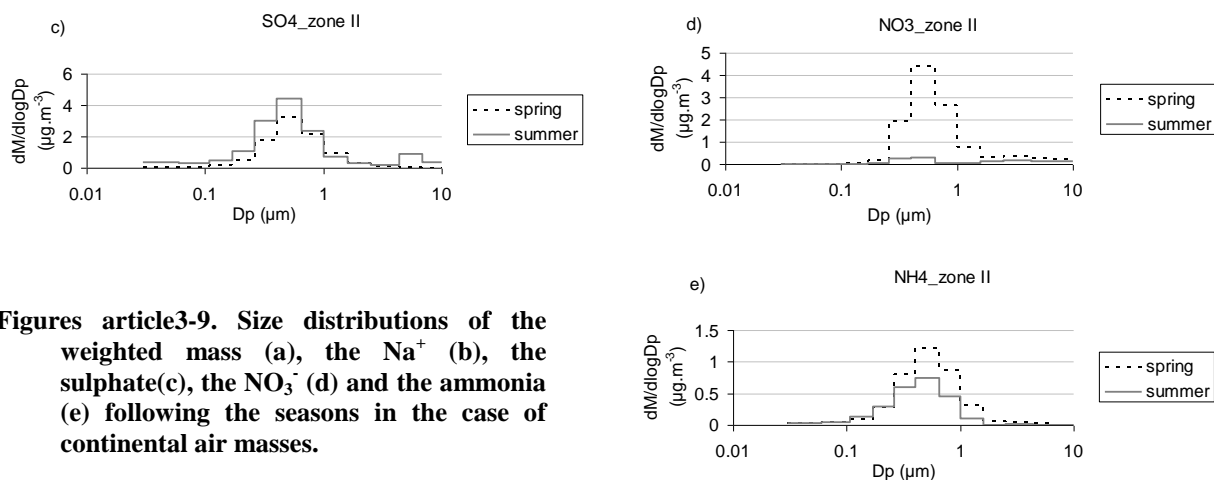 c)
SO4_zone II
dM/dlogDp
(µg.m-3)
6
4
2
0
0.01
0.1
1
10
Dp (µm)
spring
summer
d)
NO3_zone II
dM/dlogDp
(µg.m-3)
5
4
3
2
1
0
0.01
0.1
1
10
Dp (µm)
spring
summer
e)
NH4_zone II
dM/dlogDp
(µg.m-3)
1.5
1
0.5
0
0.01
0.1
1
10
Dp (µm)
spring
summer
Figures article3-9. Size distributions of the
weighted mass (a), the Na+ (b), the
sulphate(c), the NO3- (d) and the ammonia
(e) following the seasons in the case of
continental air masses.